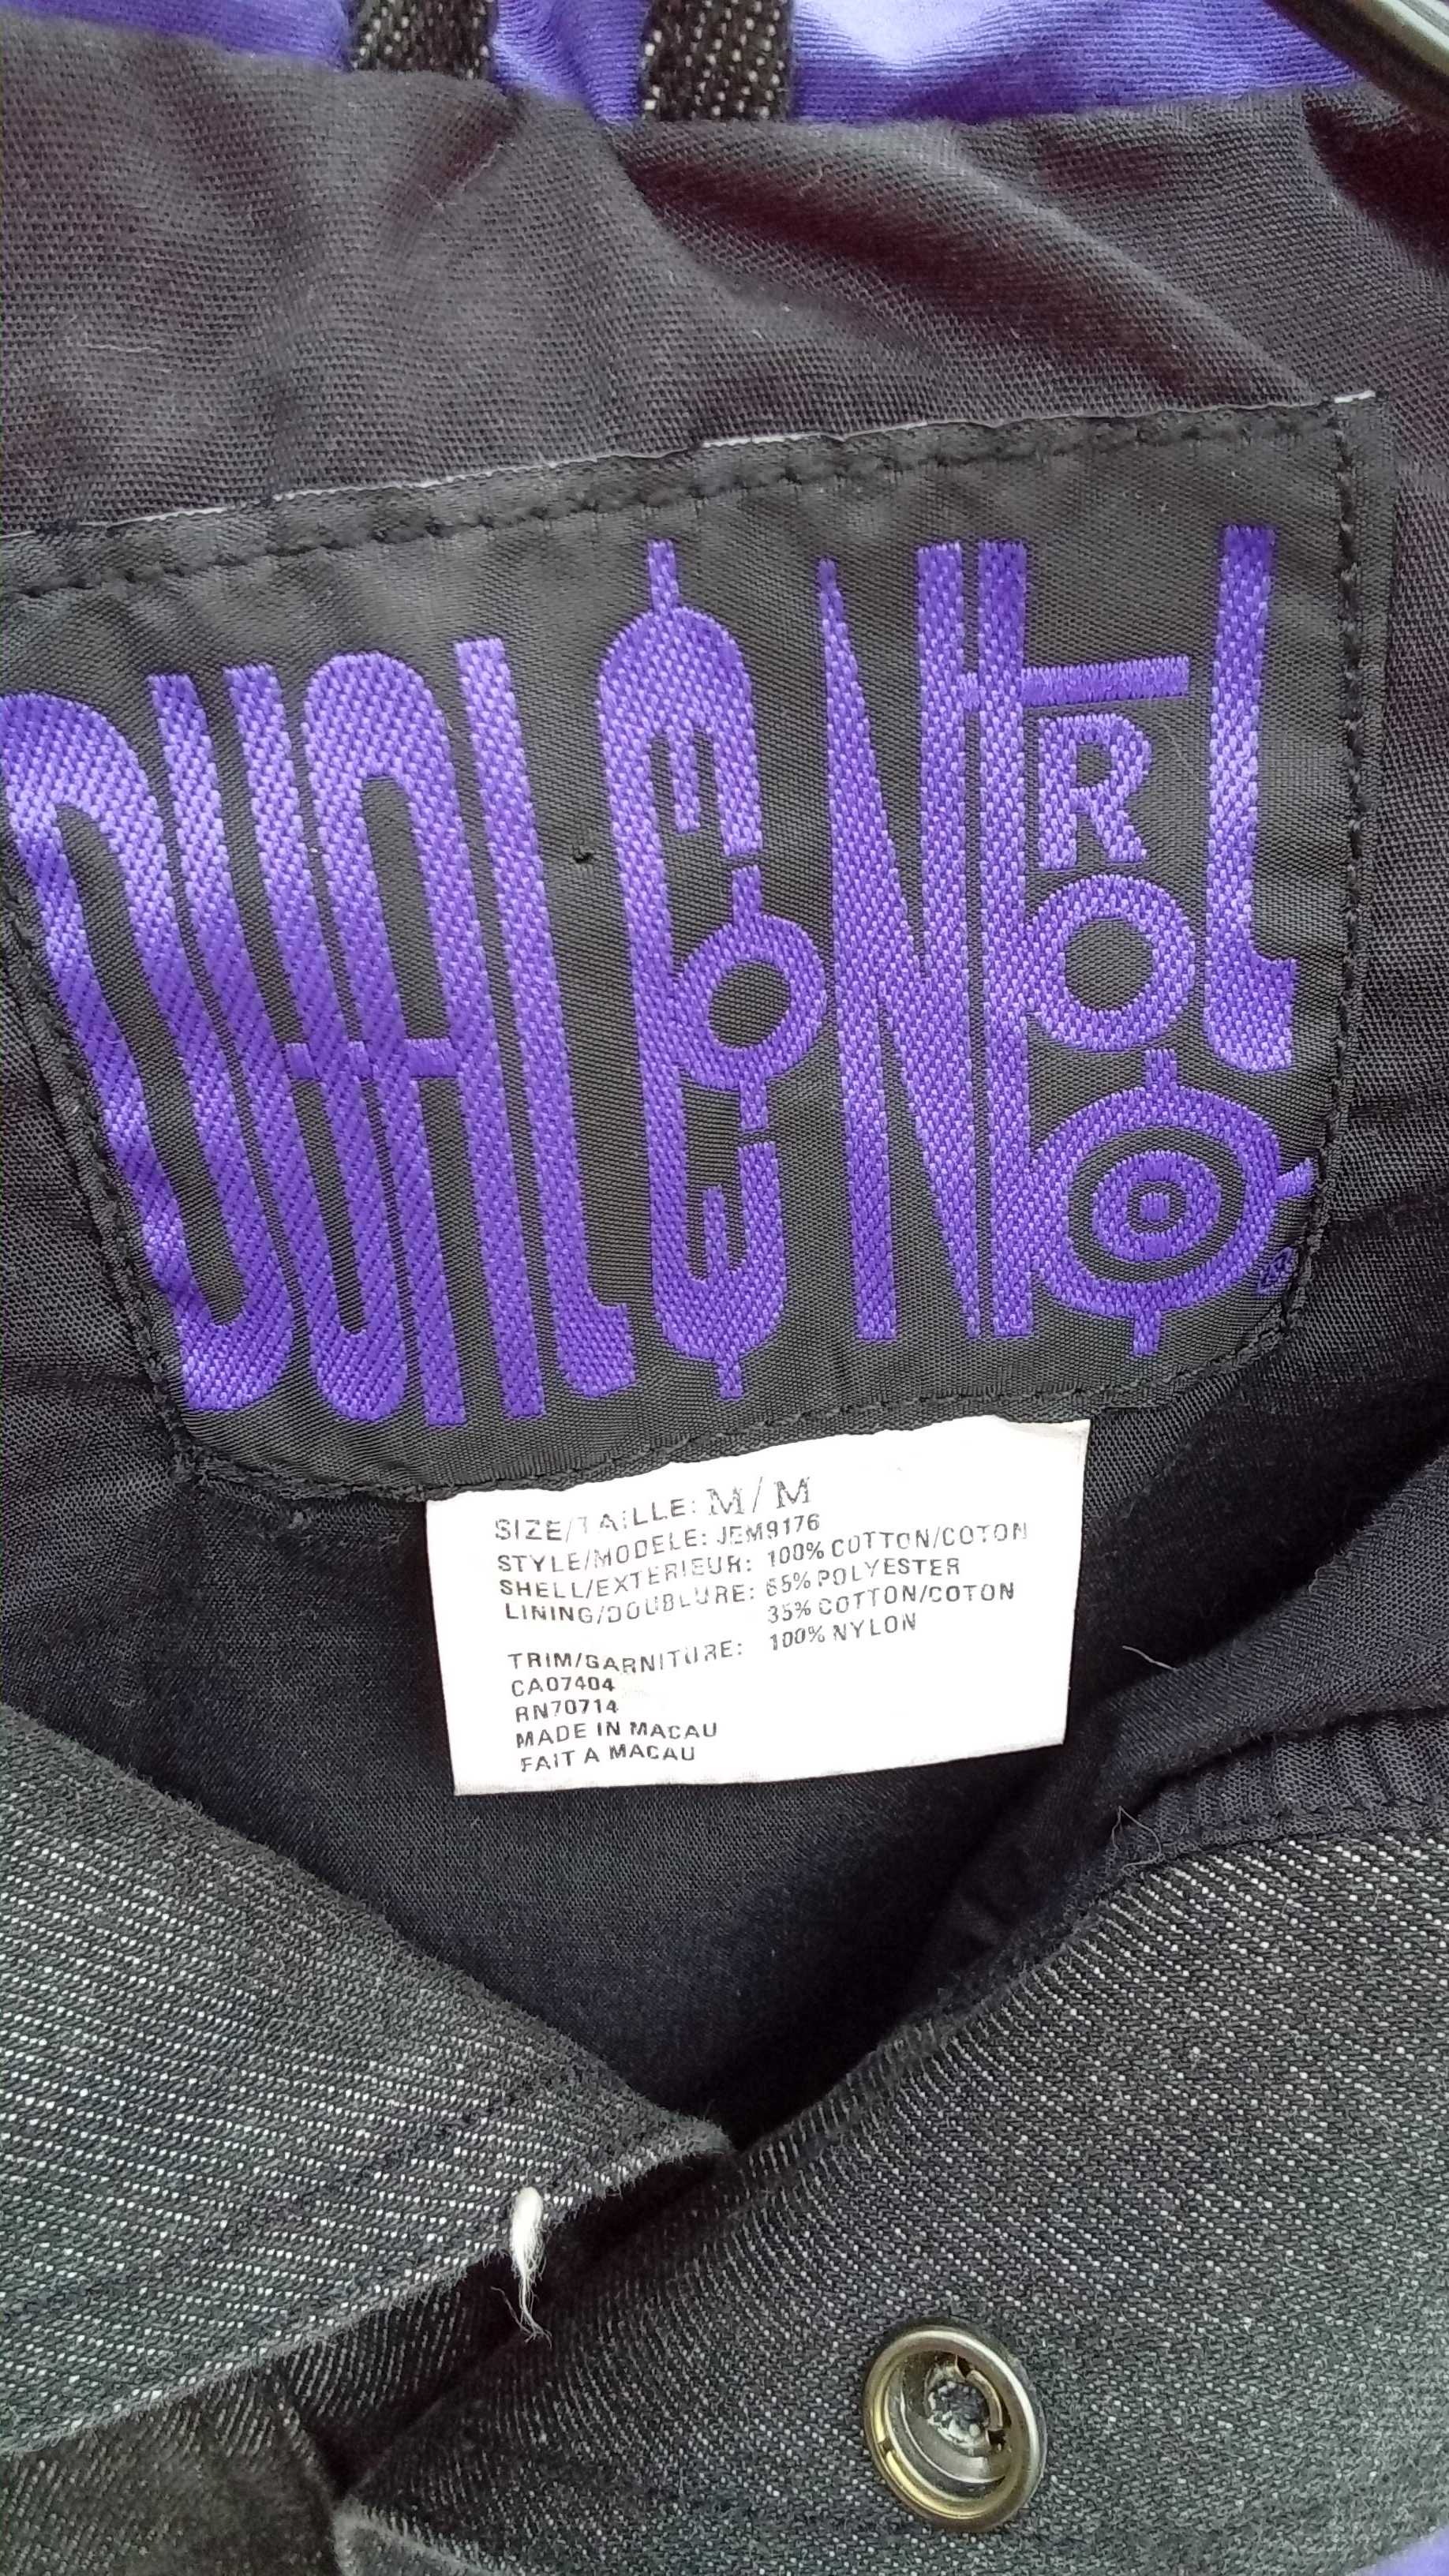 DUAL CONTROL
®
SIZE/TAILLE: M/M
STYLE/MODELE: JEM9176
SHELL/EXTERIEUR: 100% COTTON/COTON
LINING/DOUBLURE: 65% POLYESTER
35% COTTON/COTON
TRIM/GARNITURE: 100% NYLON
CA07404
RN70714
MADE IN MACAU
FAIT A MACAU